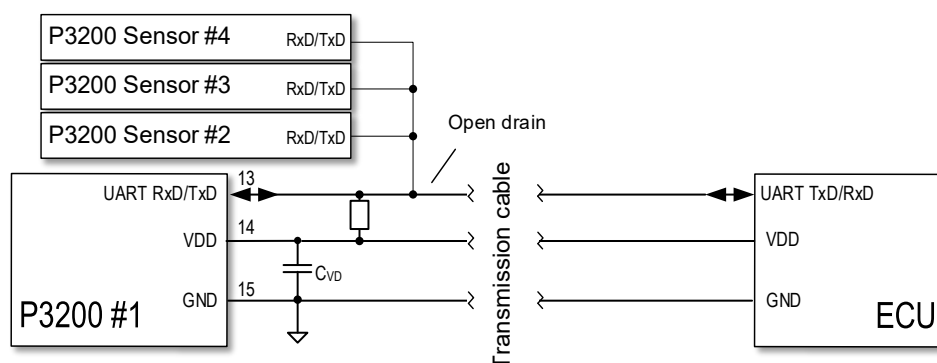 P3200 Sensor #4 RxD/TxD
P3200 Sensor #3 RxD/TxD
P3200 Sensor #2 RxD/TxD
Open drain
UART RxD/TxD 13
VDD 14
CVD
GND 15
P3200 #1
Transmission cable
UART TxD/RxD
VDD
GND
ECU